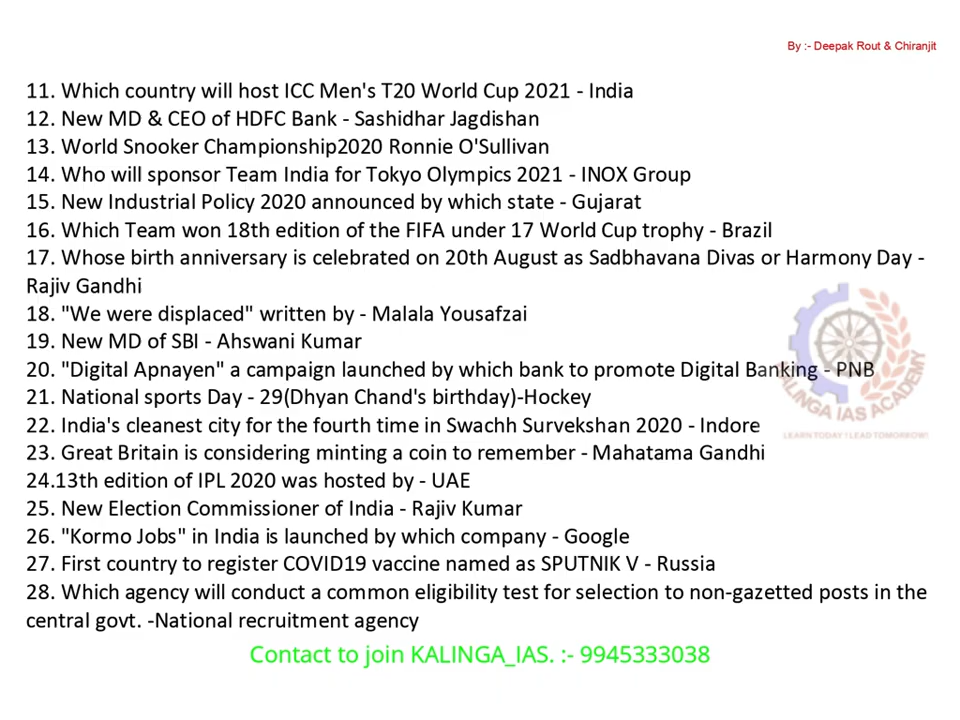 By :- Deepak Rout & Chiranjit
11. Which country will host ICC Men's T20 World Cup 2021 - India
12. New MD & CEO of HDFC Bank - Sashidhar Jagdishan
13. World Snooker Championship2020 Ronnie O'Sullivan
14. Who will sponsor Team India for Tokyo Olympics 2021 - INOX Group
15. New Industrial Policy 2020 announced by which state - Gujarat
16. Which Team won 18th edition of the FIFA under 17 World Cup trophy - Brazil
17. Whose birth anniversary is celebrated on 20th August as Sadbhavana Divas or Harmony Day -
Rajiv Gandhi
18. "We were displaced" written by - Malala Yousafzai
19. New MD of SBI - Ahswani Kumar
20. "Digital Apnayen" a campaign launched by which bank to promote Digital Banking - PNB
21. National sports Day - 29(Dhyan Chand's birthday)-Hockey
22. India's cleanest city for the fourth time in Swachh Survekshan 2020 - Indore
23. Great Britain is considering minting a coin to remember - Mahatama Gandhi
24.13th edition of IPL 2020 was hosted by - UAE
25. New Election Commissioner of India - Rajiv Kumar
26. "Kormo Jobs" in India is launched by which company - Google
27. First country to register COVID19 vaccine named as SPUTNIK V - Russia
28. Which agency will conduct a common eligibility test for selection to non-gazetted posts in the
central govt. -National recruitment agency
KALINGA IAS ACADEMY
LEARN TODAY ! LEAD TOMORROW!
Contact to join KALINGA_IAS. :- 9945333038